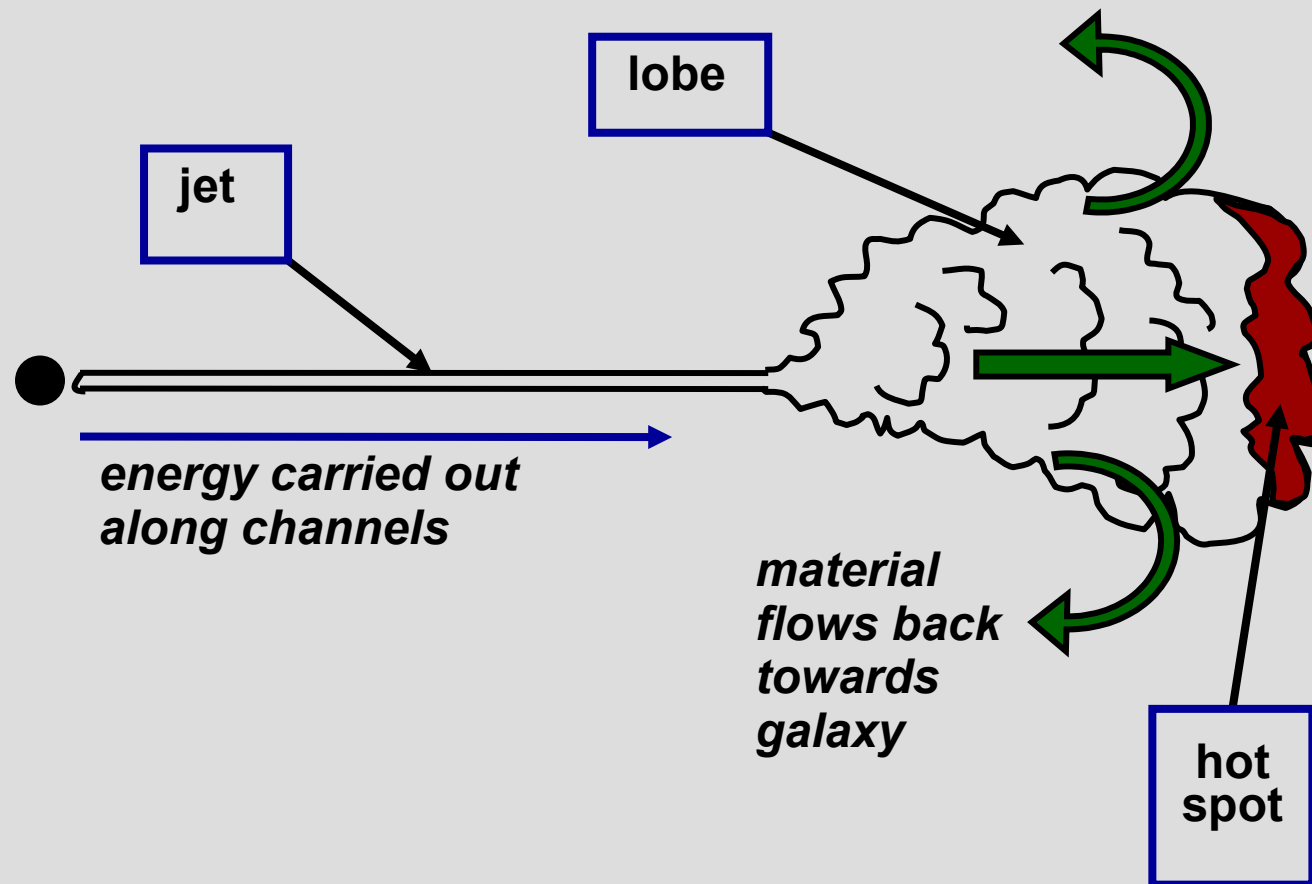 lobe
jet
energy carried out
along channels
material
flows back
towards
galaxy
hot
spot